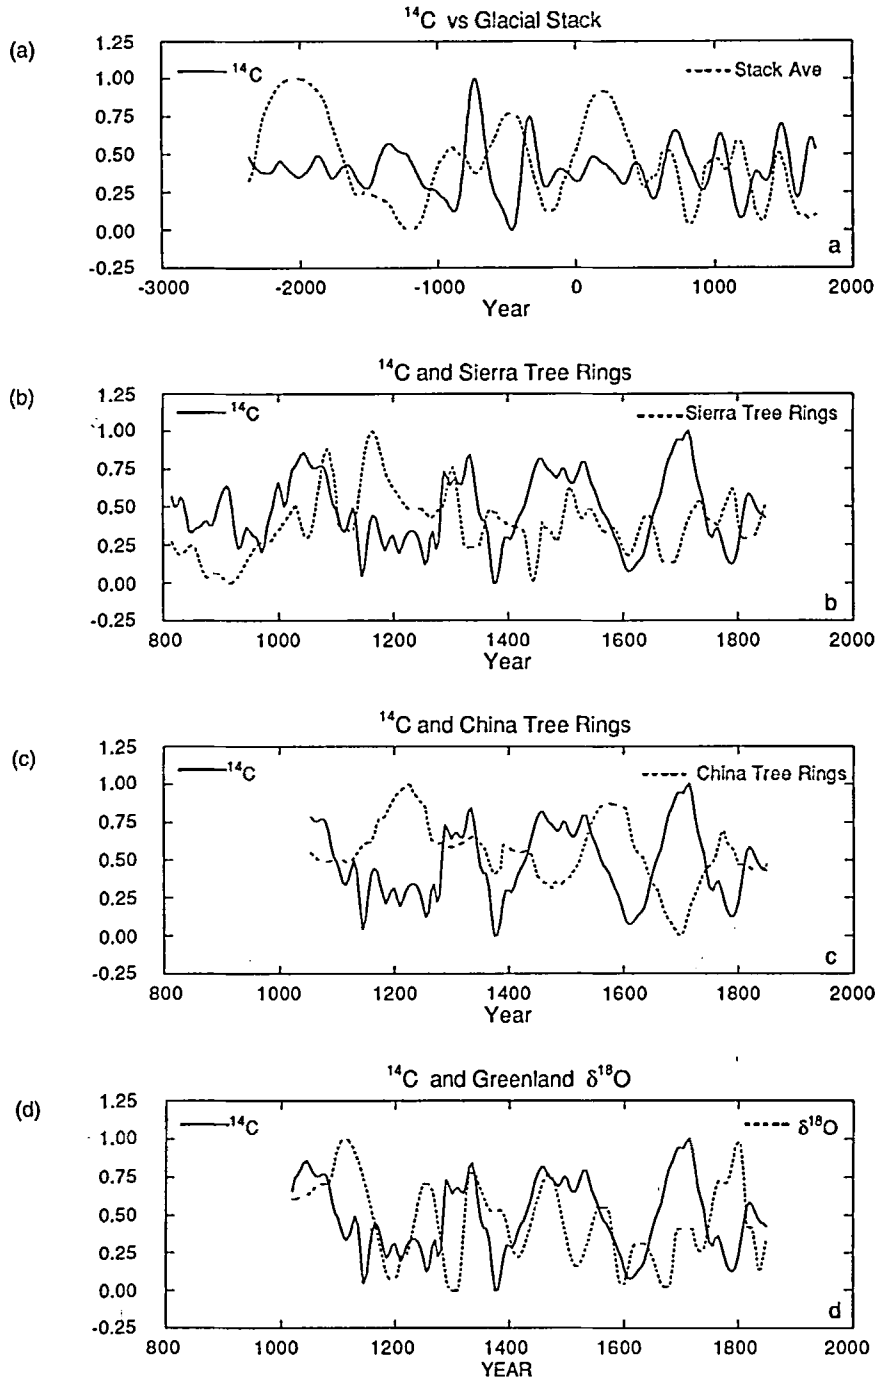 ¹⁴C vs Glacial Stack
(a)
1.25
¹⁴C
Stack Ave
1.00
0.75
0.50
0.25
0.00
a
-0.25
-3000 -2000 -1000 0 1000 2000
Year
¹⁴C and Sierra Tree Rings
(b)
1.25
¹⁴C
Sierra Tree Rings
1.00
0.75
0.50
0.25
0.00
b
-0.25
800 1000 1200 1400 1600 1800 2000
Year
¹⁴C and China Tree Rings
(c)
1.25
¹⁴C
China Tree Rings
1.00
0.75
0.50
0.25
0.00
c
-0.25
800 1000 1200 1400 1600 1800 2000
Year
¹⁴C and Greenland δ¹⁸O
(d)
1.25
¹⁴C
δ¹⁸O
1.00
0.75
0.50
0.25
0.00
d
-0.25
800 1000 1200 1400 1600 1800 2000
YEAR